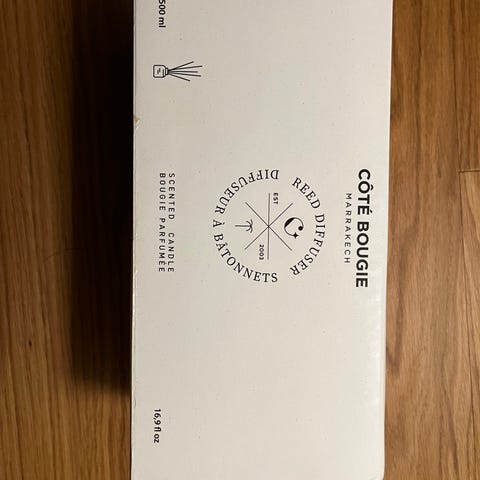 CÔTÉ BOUGIE
MARRAKECH
REED DIFFUSER
DIFFUSEUR À BÂTONNETS
EST
2003
SCENTED CANDLE
BOUGIE PARFUMÉE
500 ml
16,9 fl oz